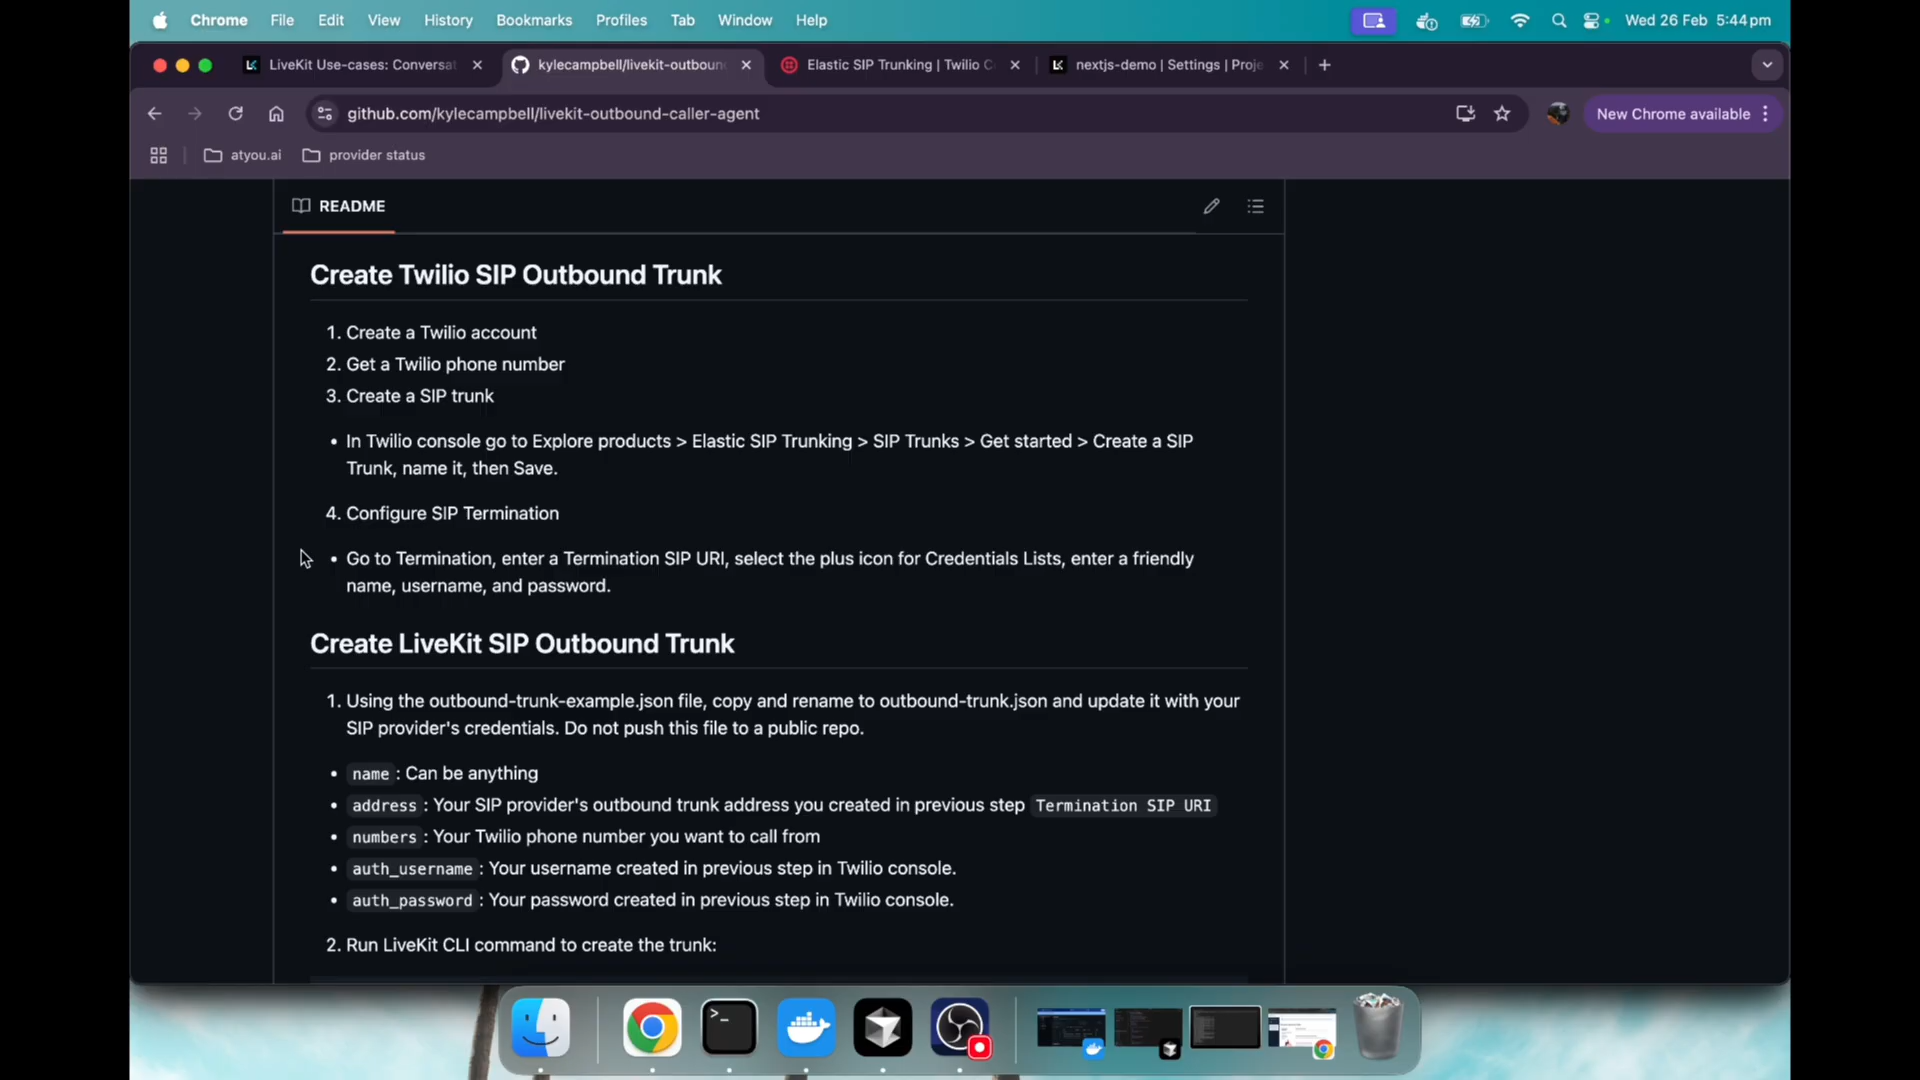 Chrome File Edit View History Bookmarks Profiles Tab Window Help Wed 26 Feb 5:44 pm
LiveKit Use-cases: Conversat kylecampbell/livekit-outboun Elastic SIP Trunking | Twilio C nextjs-demo | Settings | Proje
github.com/kylecampbell/livekit-outbound-caller-agent New Chrome available
atyou.ai provider status
README
Create Twilio SIP Outbound Trunk
1. Create a Twilio account
2. Get a Twilio phone number
3. Create a SIP trunk
• In Twilio console go to Explore products > Elastic SIP Trunking > SIP Trunks > Get started > Create a SIP
Trunk, name it, then Save.
4. Configure SIP Termination
• Go to Termination, enter a Termination SIP URI, select the plus icon for Credentials Lists, enter a friendly
name, username, and password.
Create LiveKit SIP Outbound Trunk
1. Using the outbound-trunk-example.json file, copy and rename to outbound-trunk.json and update it with your
SIP provider's credentials. Do not push this file to a public repo.
• name : Can be anything
• address : Your SIP provider's outbound trunk address you created in previous step Termination SIP URI
• numbers : Your Twilio phone number you want to call from
• auth_username : Your username created in previous step in Twilio console.
• auth_password : Your password created in previous step in Twilio console.
2. Run LiveKit CLI command to create the trunk: